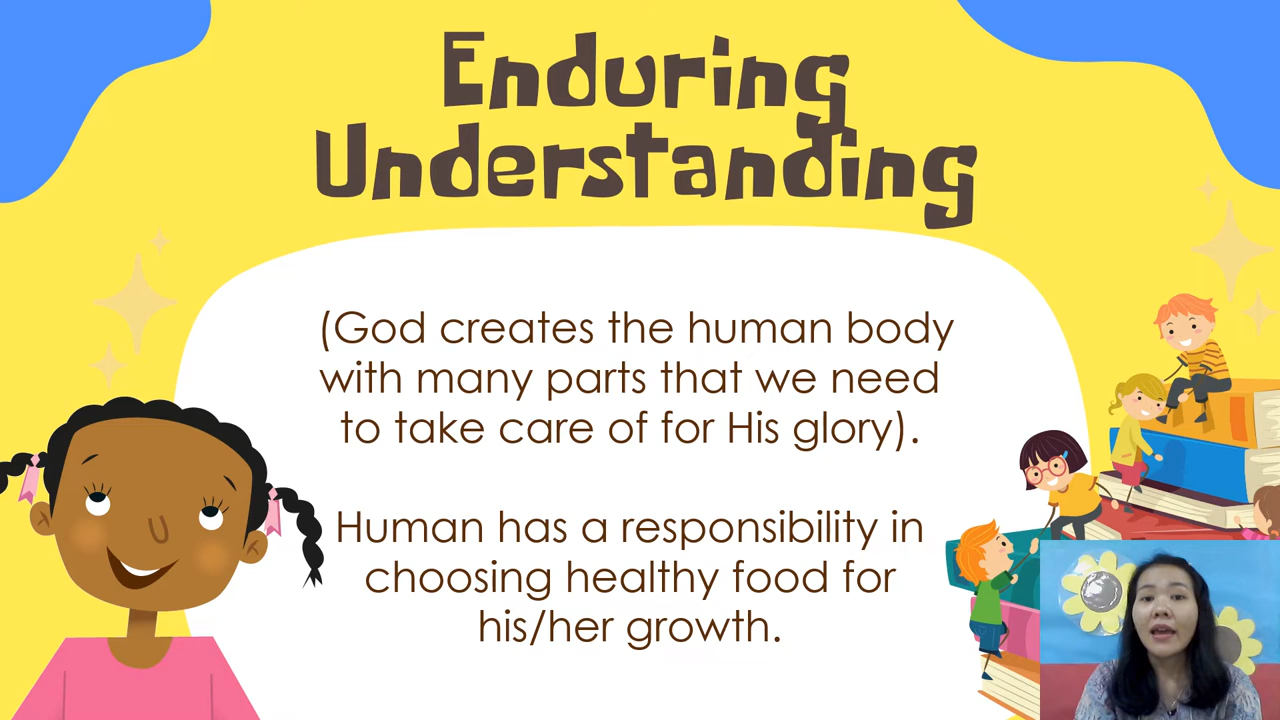 Enduring
Understanding
(God creates the human body
with many parts that we need
to take care of for His glory).
Human has a responsibility in
choosing healthy food for
his/her growth.